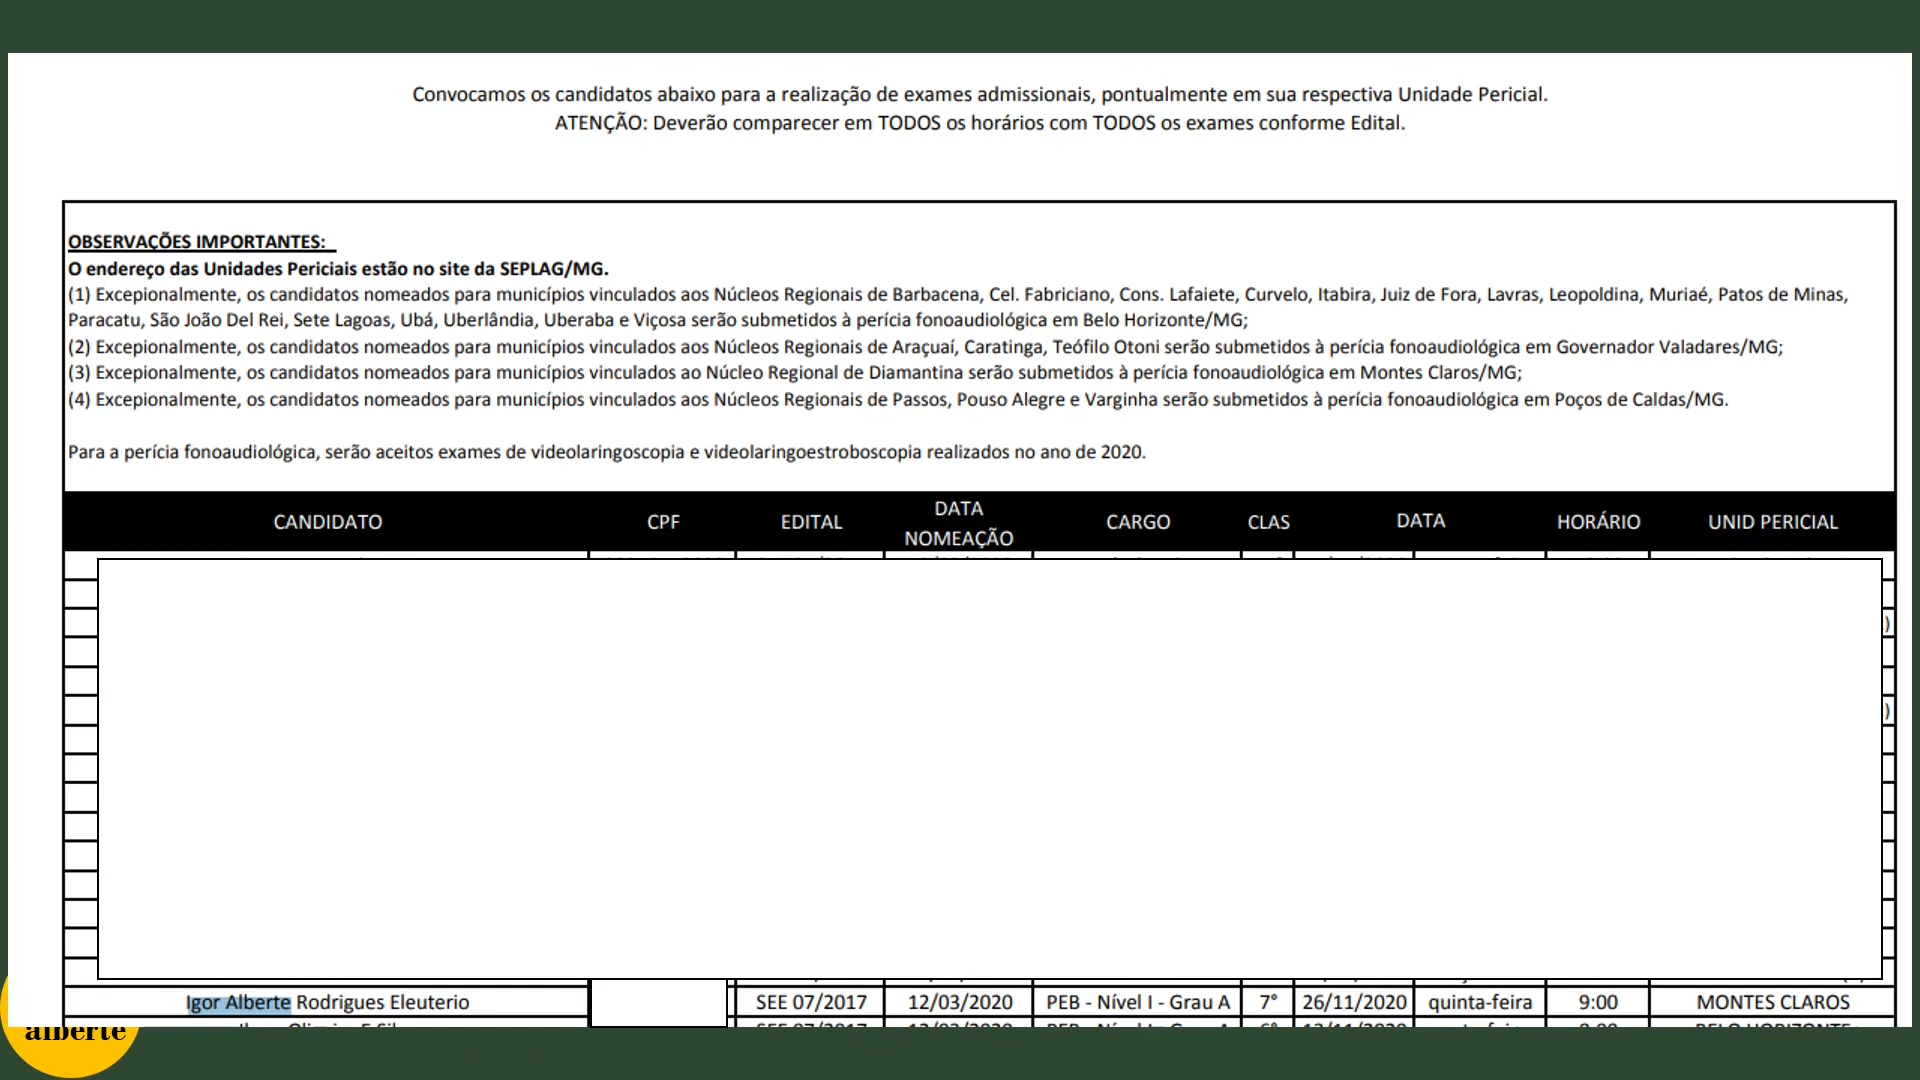 Convocamos os candidatos abaixo para a realização de exames admissionais, pontualmente em sua respectiva Unidade Pericial.
ATENÇÃO: Deverão comparecer em TODOS os horários com TODOS os exames conforme Edital.
OBSERVAÇÕES IMPORTANTES:
O endereço das Unidades Periciais estão no site da SEPLAG/MG.
(1) Excepionalmente, os candidatos nomeados para municípios vinculados aos Núcleos Regionais de Barbacena, Cel. Fabriciano, Cons. Lafaiete, Curvelo, Itabira, Juiz de Fora, Lavras, Leopoldina, Muriaé, Patos de Minas,
Paracatu, São João Del Rei, Sete Lagoas, Ubá, Uberlândia, Uberaba e Viçosa serão submetidos à perícia fonoaudiológica em Belo Horizonte/MG;
(2) Excepionalmente, os candidatos nomeados para municípios vinculados aos Núcleos Regionais de Araçuaí, Caratinga, Teófilo Otoni serão submetidos à perícia fonoaudiológica em Governador Valadares/MG;
(3) Excepionalmente, os candidatos nomeados para municípios vinculados ao Núcleo Regional de Diamantina serão submetidos à perícia fonoaudiológica em Montes Claros/MG;
(4) Excepionalmente, os candidatos nomeados para municípios vinculados aos Núcleos Regionais de Passos, Pouso Alegre e Varginha serão submetidos à perícia fonoaudiológica em Poços de Caldas/MG.
Para a perícia fonoaudiológica, serão aceitos exames de videolaringoscopia e videolaringoestroboscopia realizados no ano de 2020.
CANDIDATO CPF EDITAL DATA NOMEAÇÃO CARGO CLAS DATA HORÁRIO UNID PERICIAL
)
)
Igor Alberte Rodrigues Eleuterio SEE 07/2017 12/03/2020 PEB - Nível I - Grau A 7° 26/11/2020 quinta-feira 9:00 MONTES CLAROS
alberte